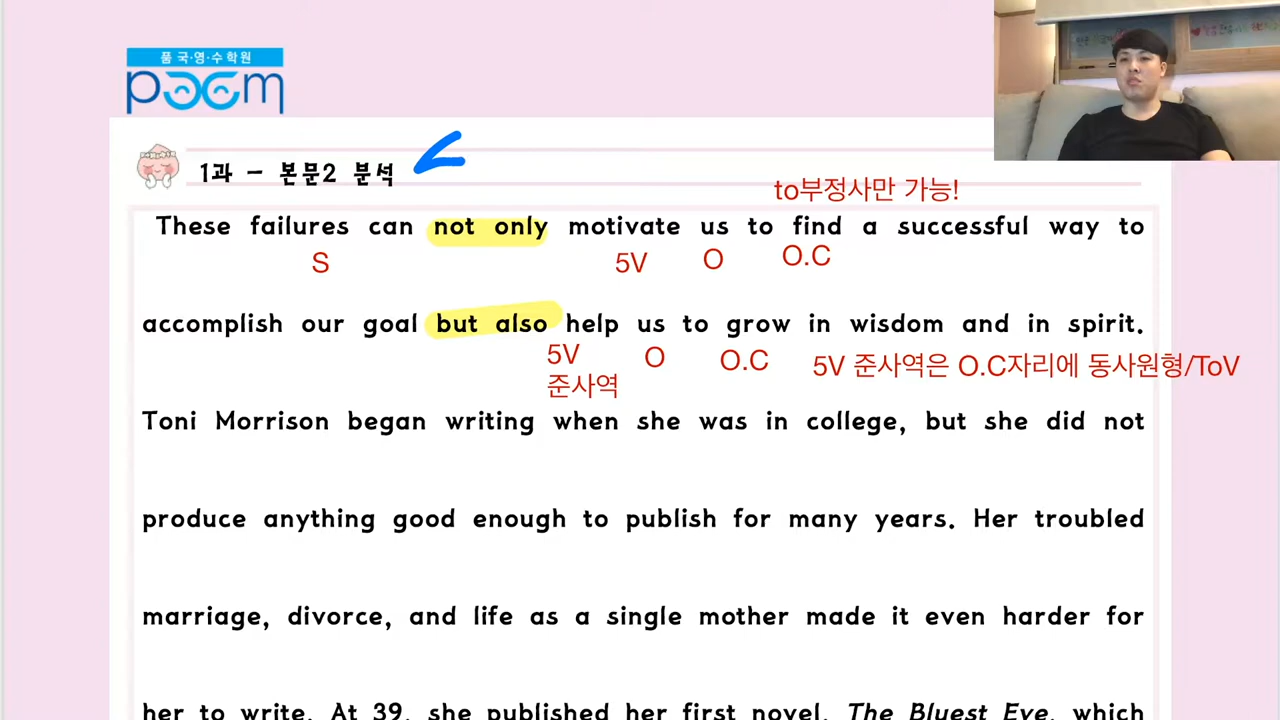 품 국·영·수 학원
poem
1과 - 본문2 분석
to부정사만 가능!
These failures can not only motivate us to find a successful way to
S 5V O O.C
accomplish our goal but also help us to grow in wisdom and in spirit.
5V O O.C 5V 준사역은 O.C자리에 동사원형/ToV
준사역
Toni Morrison began writing when she was in college, but she did not
produce anything good enough to publish for many years. Her troubled
marriage, divorce, and life as a single mother made it even harder for
her to write. At 39, she published her first novel, The Bluest Eye, which